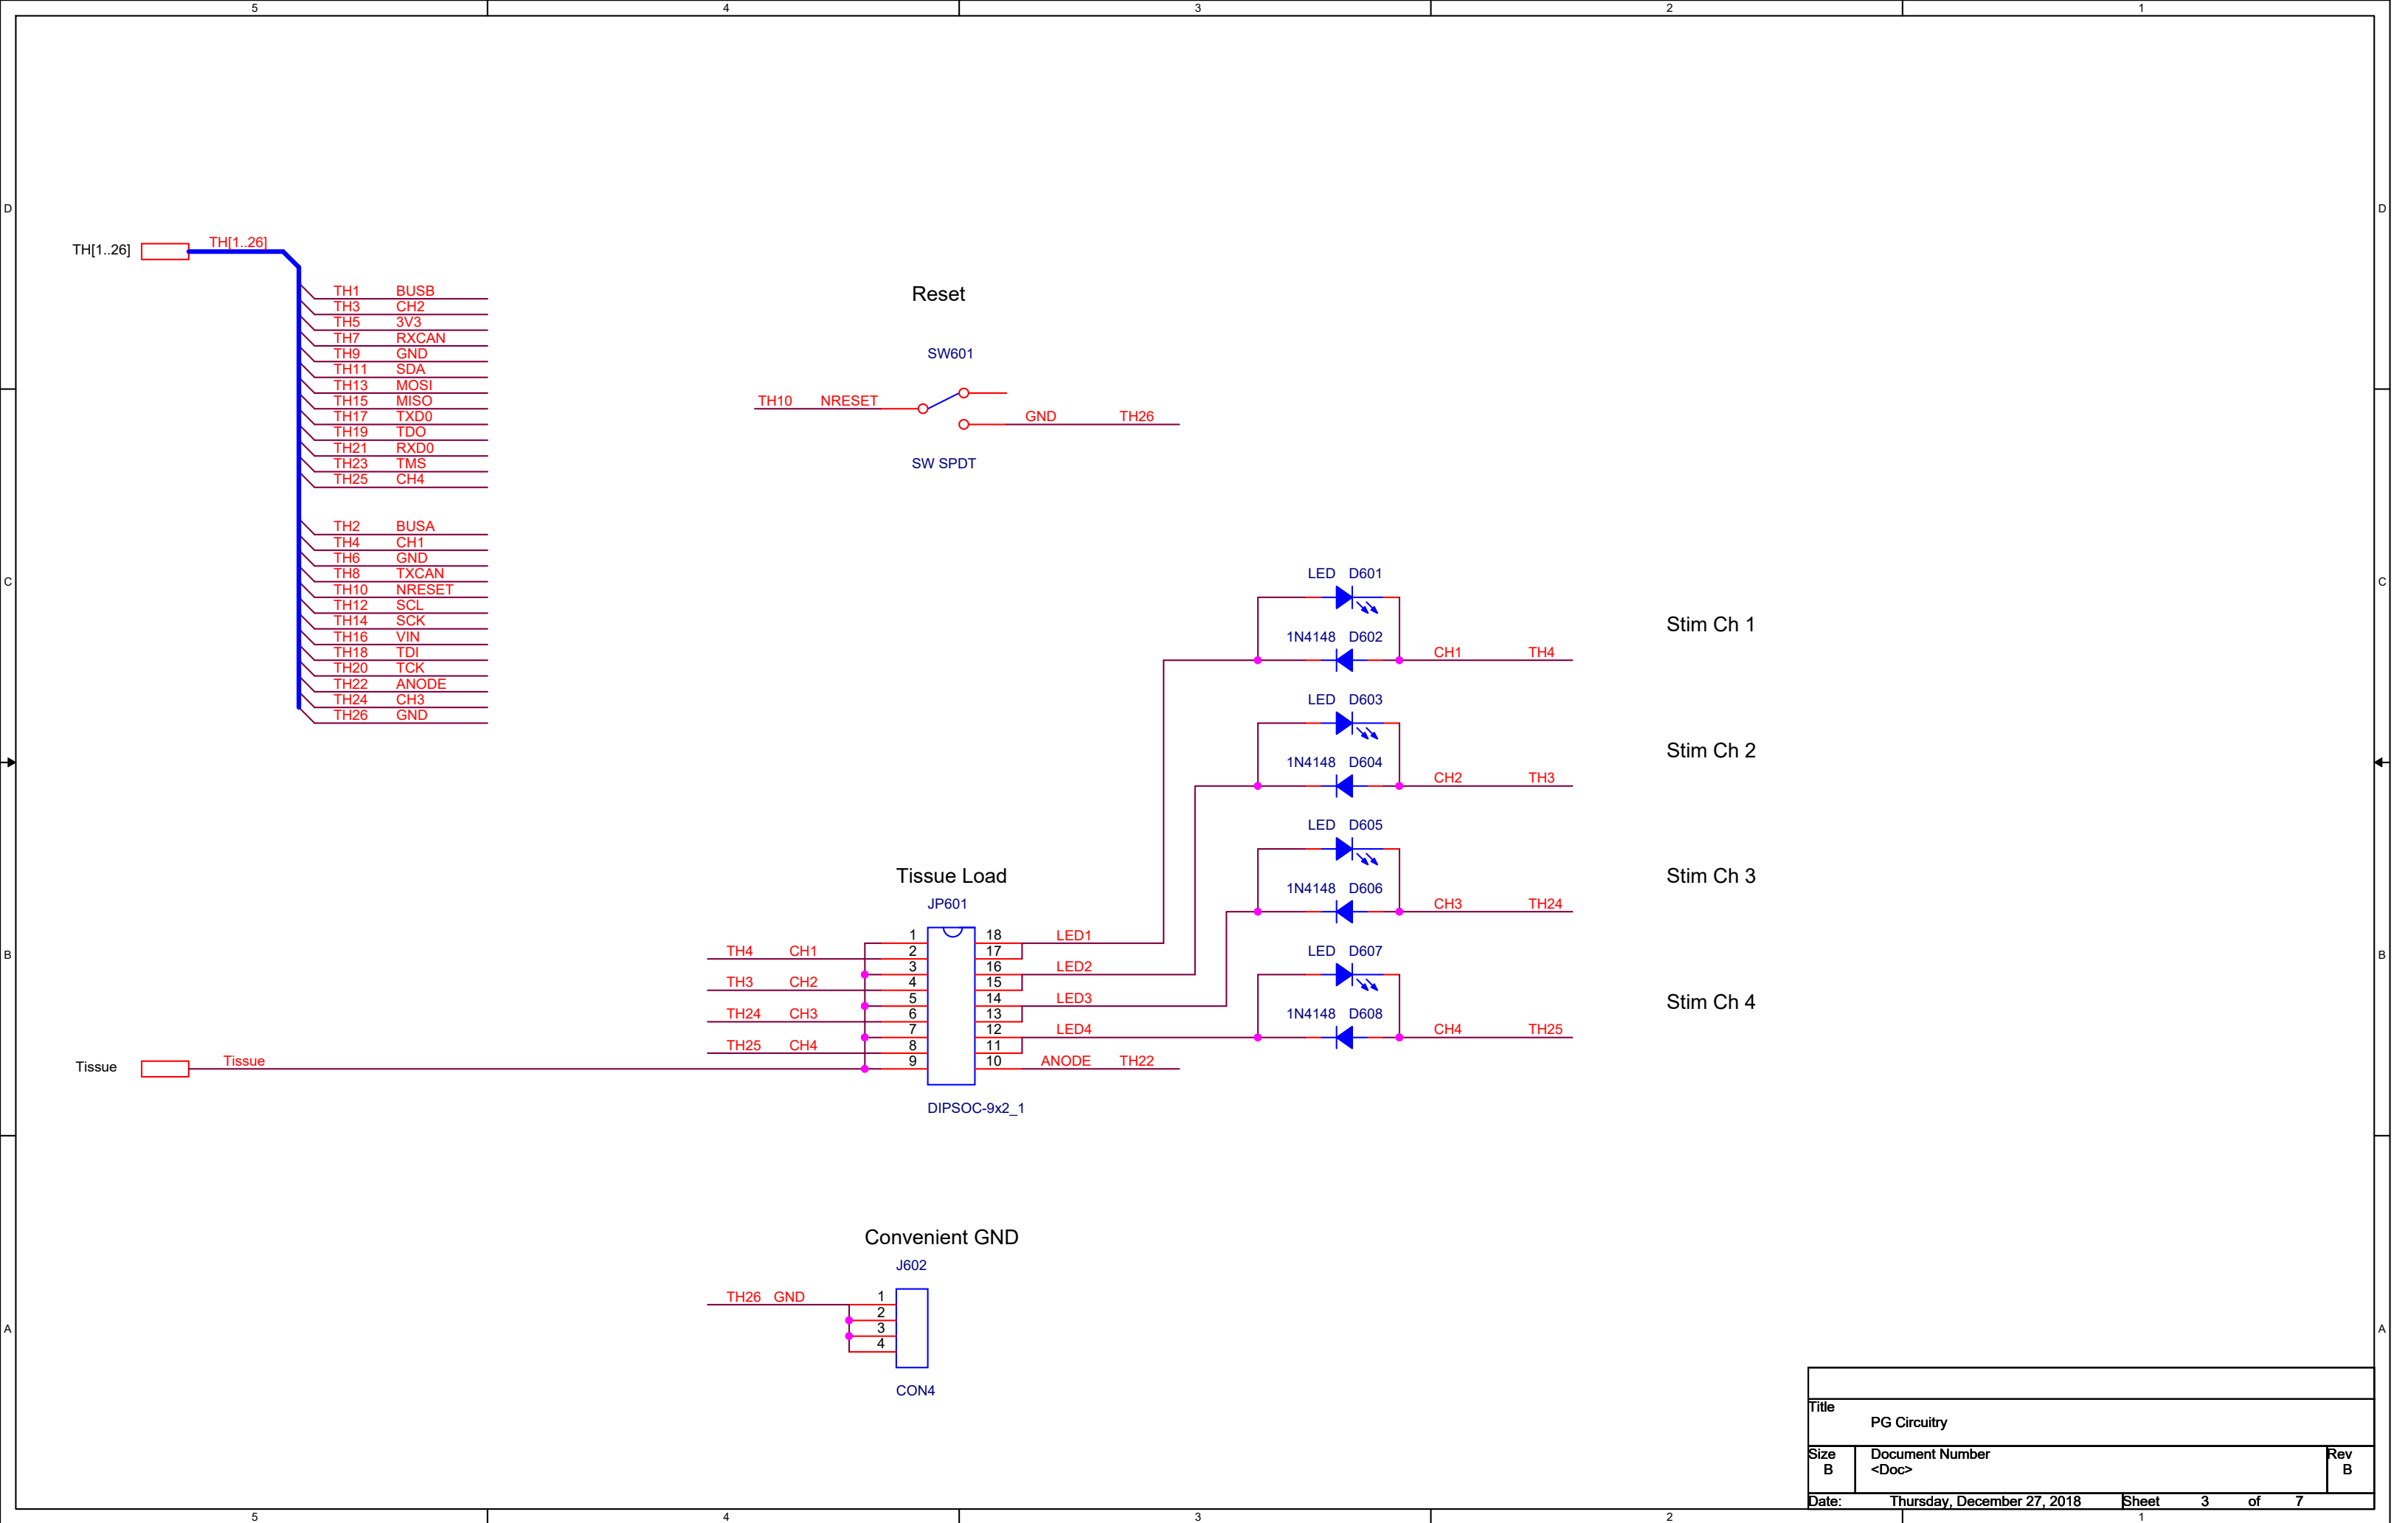 5 4 3 2 1
D D
TH[1..26] TH[1..26]
TH1 BUSB
TH3 CH2
TH5 3V3
TH7 RXCAN
TH9 GND
TH11 SDA
TH13 MOSI
TH15 MISO
TH17 TXD0
TH19 TDO
TH21 RXD0
TH23 TMS
TH25 CH4
TH2 BUSA
TH4 CH1
TH6 GND
TH8 TXCAN
TH10 NRESET
TH12 SCL
TH14 SCK
TH16 VIN
TH18 TDI
TH20 TCK
TH22 ANODE
TH24 CH3
TH26 GND
Reset
SW601
TH10 NRESET
GND TH26
SW SPDT
C C
LED D601
Stim Ch 1
1N4148 D602
CH1 TH4
LED D603
Stim Ch 2
1N4148 D604
CH2 TH3
LED D605
Stim Ch 3
1N4148 D606
CH3 TH24
LED D607
Stim Ch 4
1N4148 D608
CH4 TH25
Tissue Load
JP601
B B
1 18 LED1
TH4 CH1 2 17
3 16 LED2
TH3 CH2 4 15
5 14 LED3
TH24 CH3 6 13
7 12 LED4
TH25 CH4 8 11
Tissue Tissue 9 10 ANODE TH22
DIPSOC-9x2_1
Convenient GND
J602
TH26 GND 1
2
3
4
CON4
A A
Title
PG Circuitry
Size Document Number Rev
B <Doc> B
Date: Thursday, December 27, 2018 Sheet 3 of 7
5 4 3 2 1